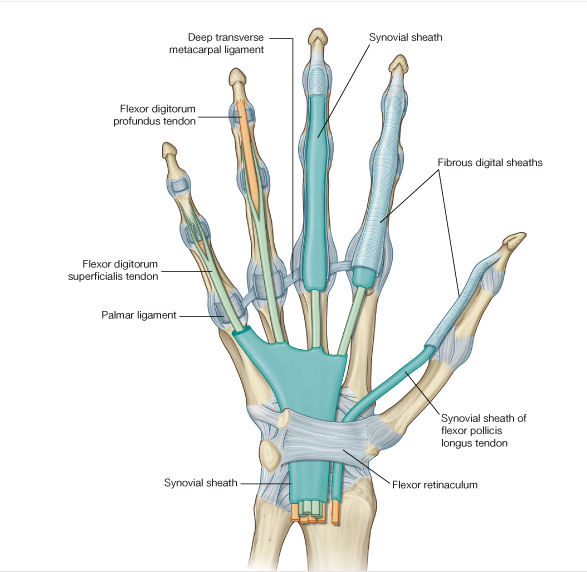 Deep transverse
metacarpal ligament
Synovial sheath
Flexor digitorum
profundus tendon
Fibrous digital sheaths
Flexor digitorum
superficialis tendon
Palmar ligament
Synovial sheath of
flexor pollicis
longus tendon
Synovial sheath
Flexor retinaculum